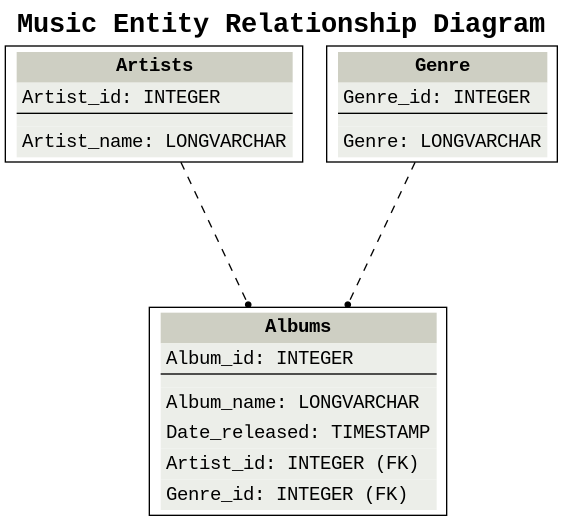 Music Entity Relationship Diagram
Artists
Artist_id: INTEGER
Artist_name: LONGVARCHAR
Genre
Genre_id: INTEGER
Genre: LONGVARCHAR
Albums
Album_id: INTEGER
Album_name: LONGVARCHAR
Date_released: TIMESTAMP
Artist_id: INTEGER (FK)
Genre_id: INTEGER (FK)